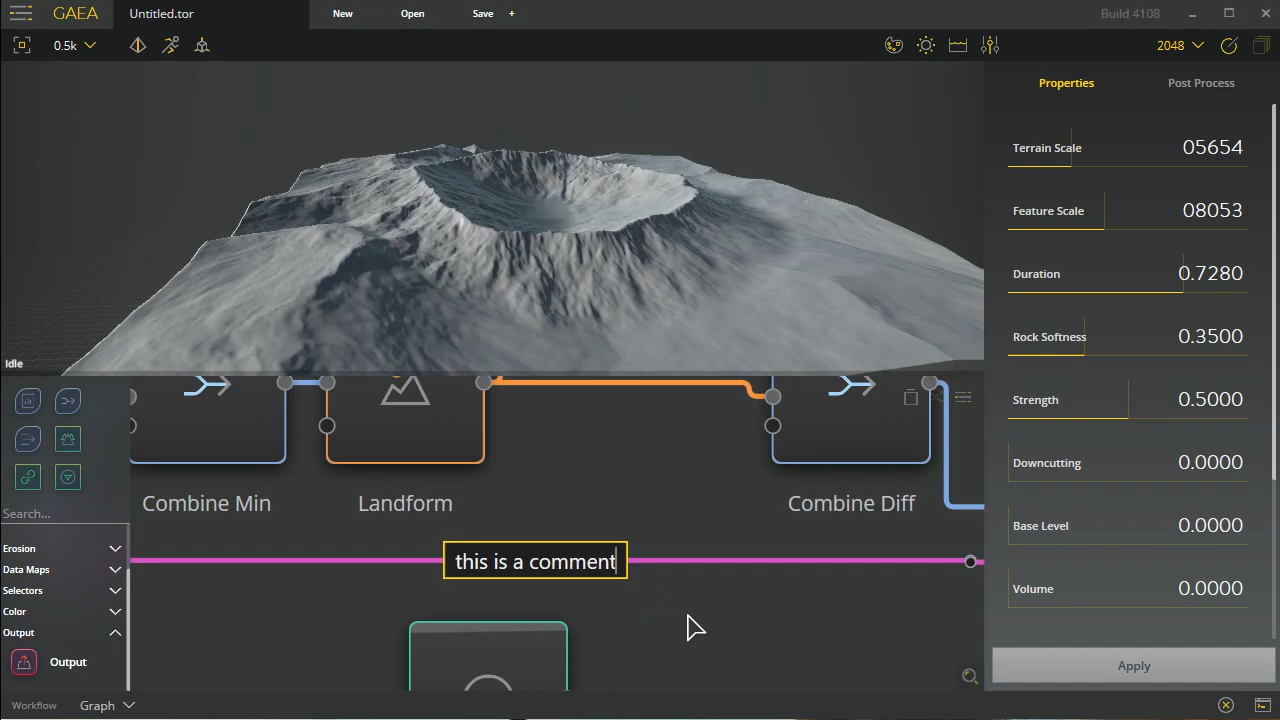 GAEA
Untitled.tor
New
Open
Save
+
Build 4108
0.5k
2048
Properties
Post Process
Terrain Scale
05654
Feature Scale
08053
Duration
0.7280
Rock Softness
0.3500
Strength
0.5000
Downcutting
0.0000
Base Level
0.0000
Volume
0.0000
Apply
Idle
Search...
Erosion
Data Maps
Selectors
Color
Output
Output
Combine Min
Landform
Combine Diff
this is a comment
Workflow
Graph